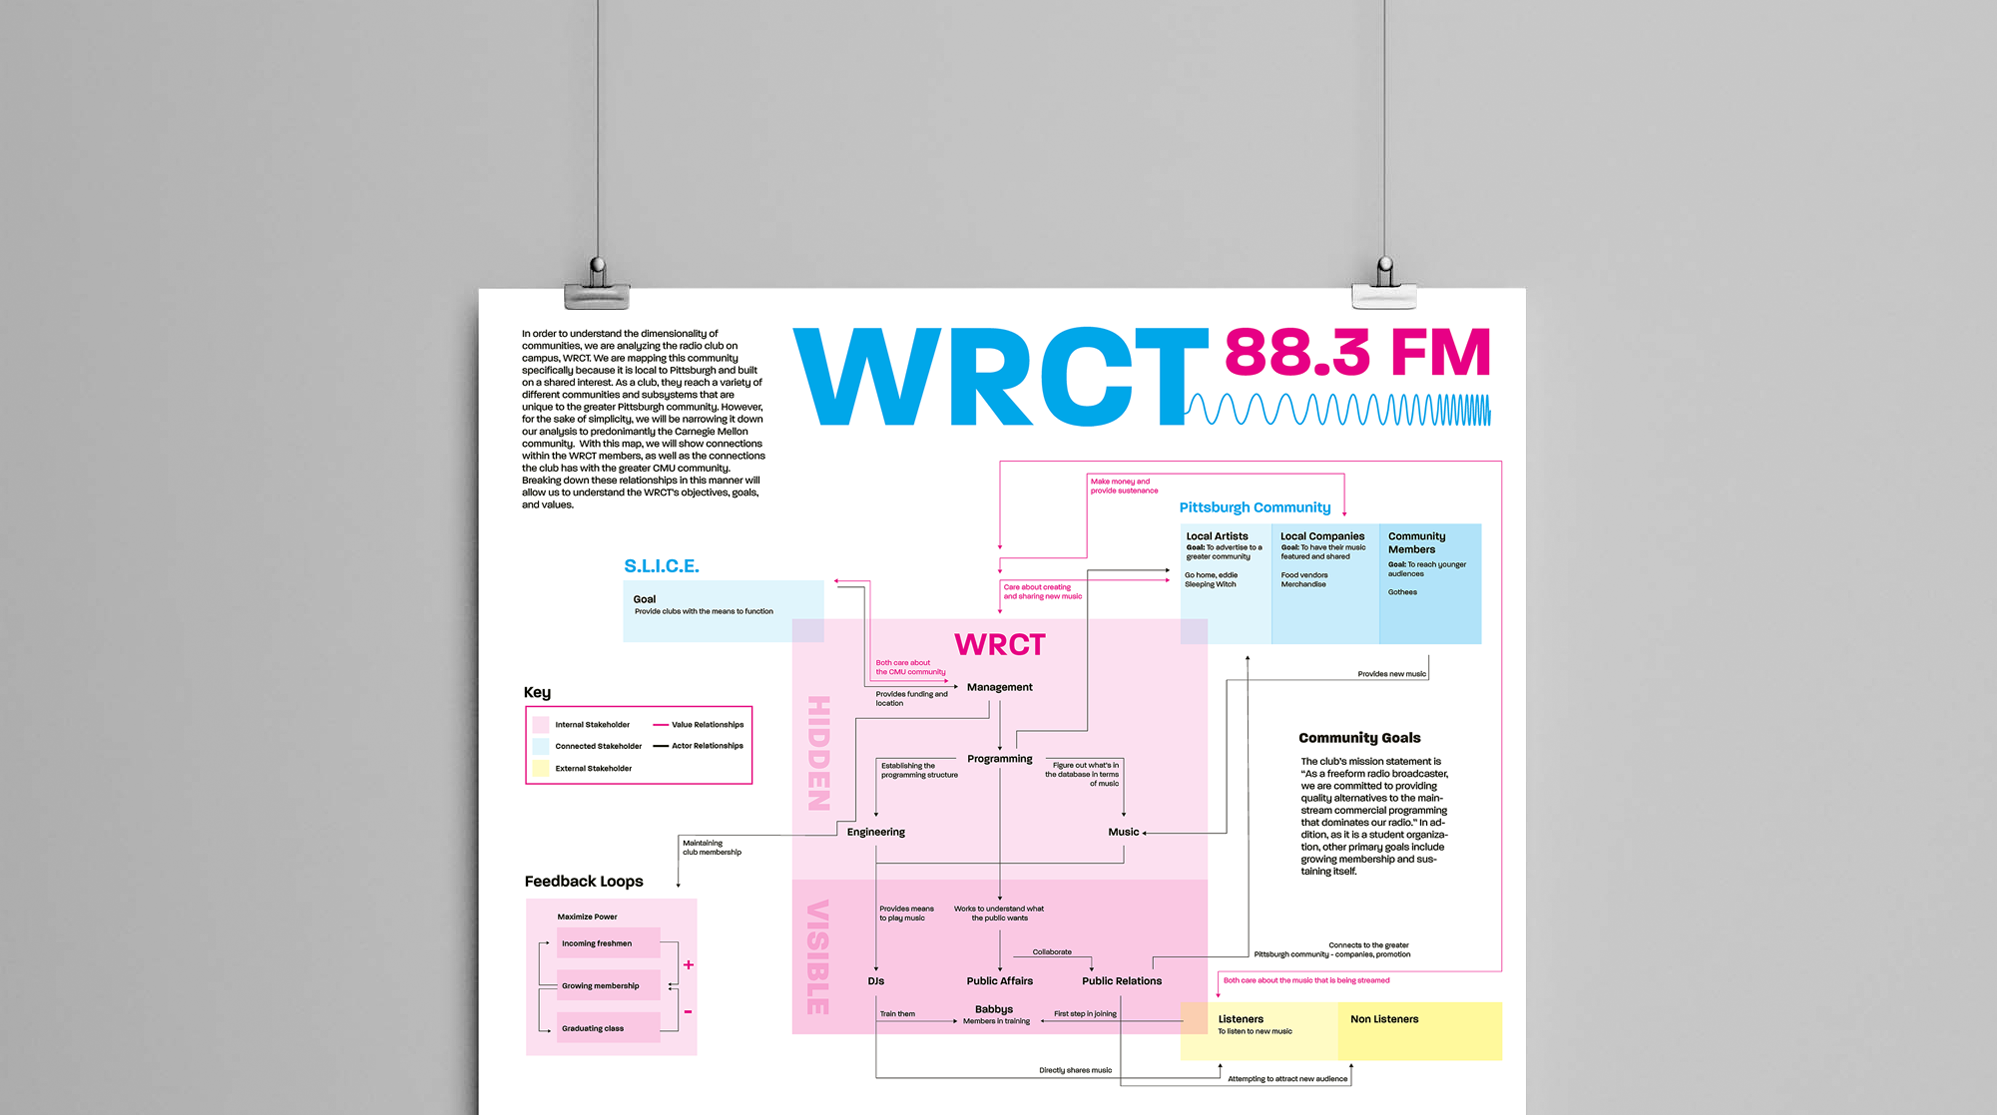 In order to understand the dimensionality of
communities, we are analyzing the radio club on
campus, WRCT. We are mapping this community
specifically because it is local to Pittsburgh and built
on a shared interest. As a club, they reach a variety of
different communities and subsystems that are
unique to the greater Pittsburgh community. However,
for the sake of simplicity, we will be narrowing it down
our analysis to predonimantly the Carnegie Mellon
community.  With this map, we will show connections
within the WRCT members, as well as the connections
the club has with the greater CMU community.
Breaking down these relationships in this manner will
allow us to understand the WRCT's objectives, goals,
and values.
WRCT
88.3 FM
Make money and
provide sustenance
Pittsburgh Community
Local Artists
Goal: To advertise to a
greater community
Go home, eddie
Sleeping Witch
Local Companies
Goal: To have their music
featured and shared
Food vendors
Merchandise
Community
Members
Goal: To reach younger
audiences
Gothees
S.L.I.C.E.
Goal
Provide clubs with the means to function
Care about creating
and sharing new music
WRCT
Both care about
the CMU community
Management
Provides funding and
location
Provides new music
Key
Internal Stakeholder
Value Relationships
Connected Stakeholder
Actor Relationships
External Stakeholder
HIDDEN
Programming
Establishing the
programming structure
Figure out what's in
the database in terms
of music
Community Goals
The club's mission statement is
"As a freeform radio broadcaster,
we are committed to providing
quality alternatives to the main-
stream commercial programming
that dominates our radio." In ad-
dition, as it is a student organiza-
tion, other primary goals include
growing membership and sus-
taining itself.
Engineering
Music
Maintaining
club membership
Feedback Loops
Maximize Power
Incoming freshmen
+
Growing membership
-
Graduating class
VISIBLE
Provides means
to play music
Works to understand what
the public wants
Collaborate
Connects to the greater
Pittsburgh community - companies, promotion
DJs
Public Affairs
Public Relations
Both care about the music that is being streamed
Babbys
Members in training
Train them
First step in joining
Listeners
To listen to new music
Non Listeners
Directly shares music
Attempting to attract new audience